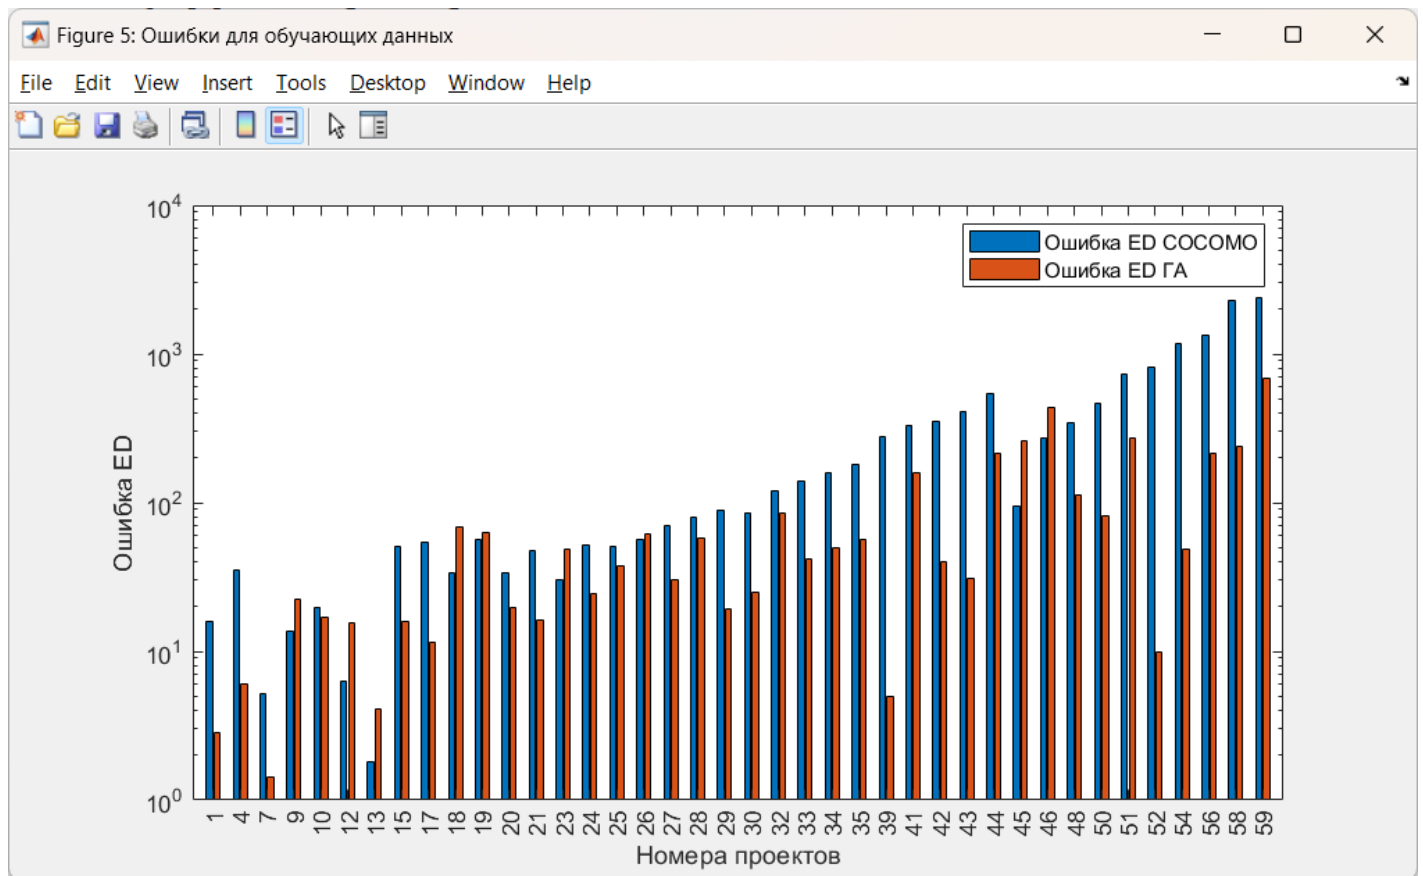 Figure 5: Ошибки для обучающих данных
File Edit View Insert Tools Desktop Window Help
10^4
10^3
10^2
10^1
10^0
Ошибка ED
Ошибка ED COCOMO
Ошибка ED ГА
1 4 7 9 10 12 13 15 17 18 19 20 21 23 24 25 26 27 28 29 30 32 33 34 35 39 41 42 43 44 45 46 48 50 51 52 54 56 58 59
Номера проектов